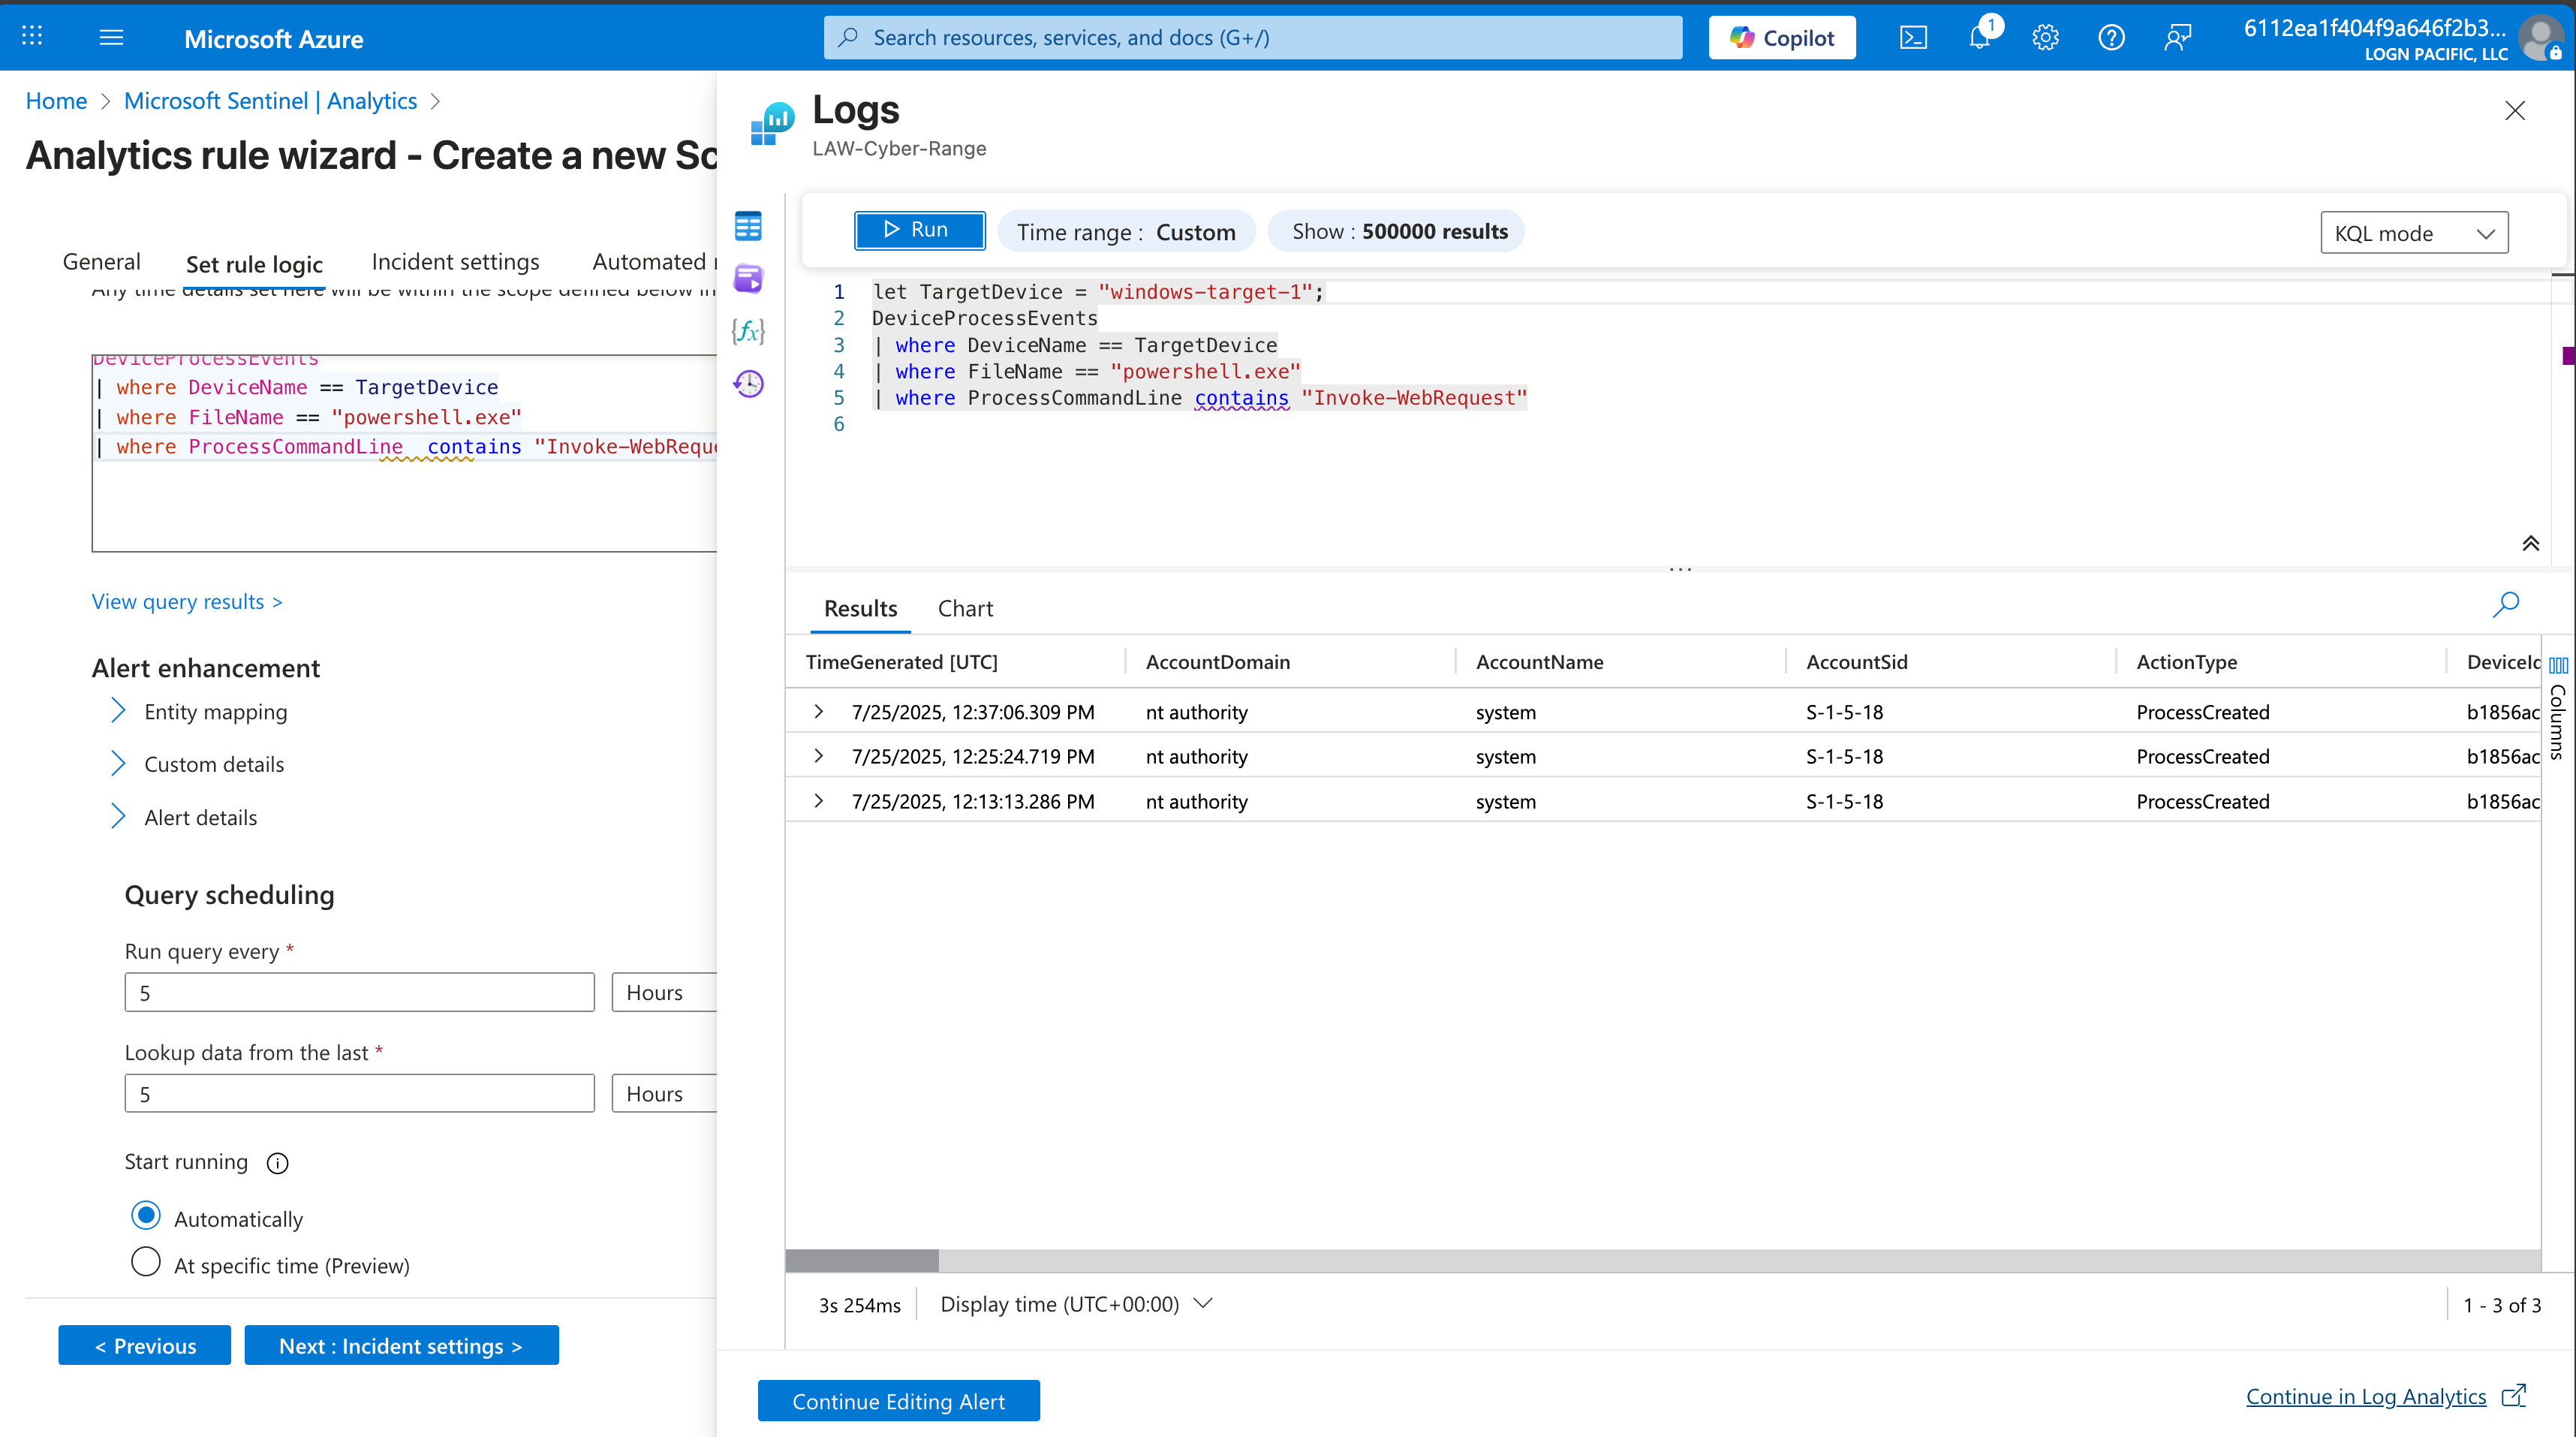 Microsoft Azure
Search resources, services, and docs (G+/)
Copilot
1
6112ea1f404f9a646f2b3...
LOGN PACIFIC, LLC
Home > Microsoft Sentinel | Analytics >
Analytics rule wizard - Create a new Sc
General
Set rule logic
Incident settings
Automated r
Any time details set here will be within the scope defined below in
DeviceProcessEvents
| where DeviceName == TargetDevice
| where FileName == "powershell.exe"
| where ProcessCommandLine  contains "Invoke-WebReque
View query results >
Alert enhancement
Entity mapping
Custom details
Alert details
Query scheduling
Run query every *
5
Hours
Lookup data from the last *
5
Hours
Start running
Automatically
At specific time (Preview)
< Previous
Next : Incident settings >
Logs
LAW-Cyber-Range
Run
Time range : Custom
Show : 500000 results
KQL mode
1 let TargetDevice = "windows-target-1";
2 DeviceProcessEvents
3 | where DeviceName == TargetDevice
4 | where FileName == "powershell.exe"
5 | where ProcessCommandLine contains "Invoke-WebRequest"
6
Results
Chart
TimeGenerated [UTC] AccountDomain AccountName AccountSid ActionType DeviceId
7/25/2025, 12:37:06.309 PM nt authority system S-1-5-18 ProcessCreated b1856ac
7/25/2025, 12:25:24.719 PM nt authority system S-1-5-18 ProcessCreated b1856ac
7/25/2025, 12:13:13.286 PM nt authority system S-1-5-18 ProcessCreated b1856ac
Columns
3s 254ms
Display time (UTC+00:00)
1 - 3 of 3
Continue Editing Alert
Continue in Log Analytics